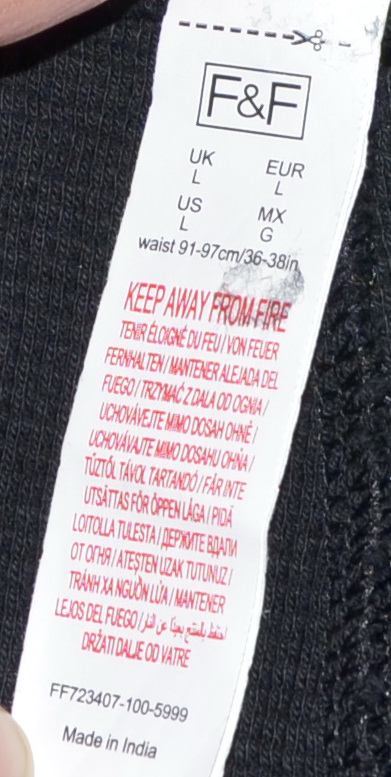 F&F
UK EUR
L L
US MX
L G
waist 91-97cm/36-38in
KEEP AWAY FROM FIRE
TENIR ÉLOIGNÉ DU FEU / VON FEUER
FERNHALTEN / MANTENER ALEJADA DEL
FUEGO / TRZYMAĆ Z DALA OD OGNIA /
UCHOVÁVEJTE MIMO DOSAH OHNĚ /
UCHOVÁVAJTE MIMO DOSAHU OHŇA /
TŰZTŐL TÁVOL TARTANDÓ / FÅR INTE
UTSÄTTAS FÖR ÖPPEN LÅGA / PIDÄ
LOITOLLA TULESTA / ДЕРЖИТЕ ВДАЛИ
ОТ ОГНЯ / ATEŞTEN UZAK TUTUNUZ /
TRÁNH XA NGUỒN LỬA / MANTENER
LEJOS DEL FUEGO / احتفظ بالمنتج بعيدًا عن النار /
DRŽATI DALJE OD VATRE
FF723407-100-5999
Made in India